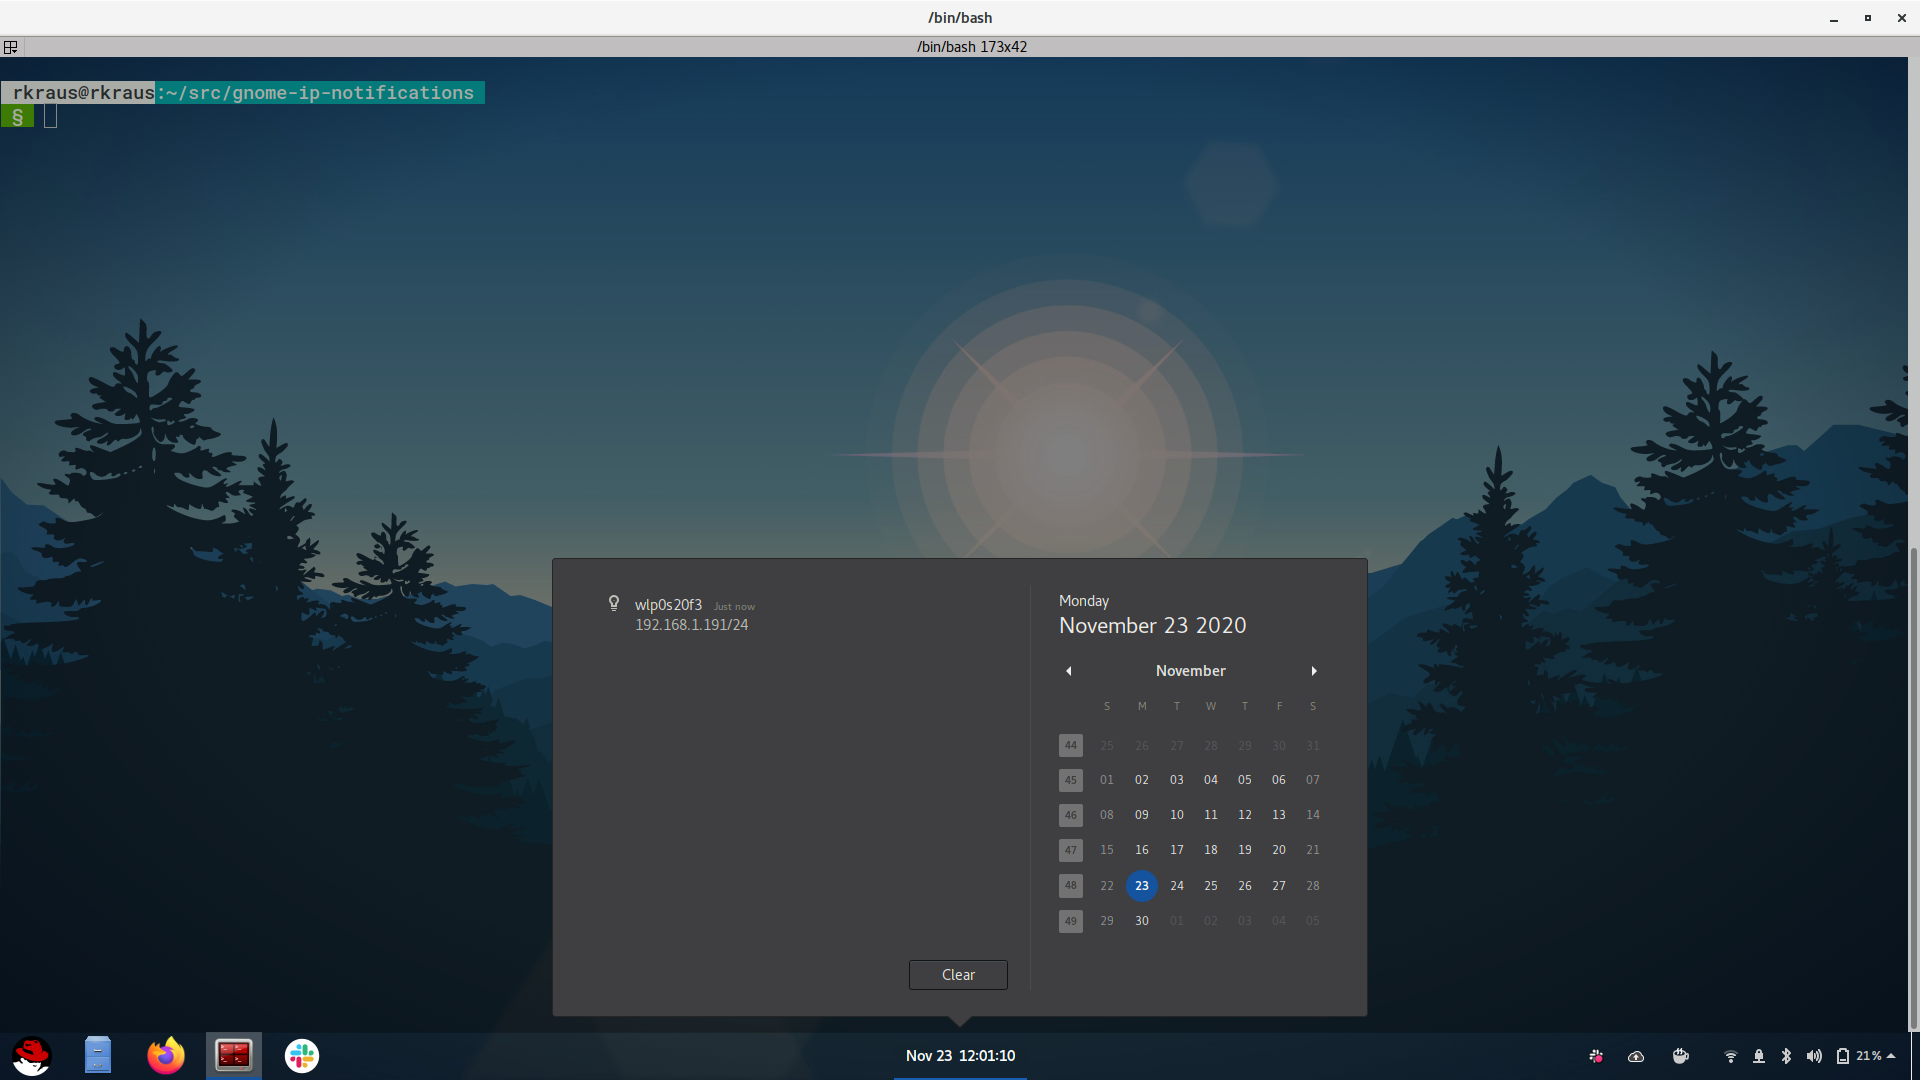 /bin/bash
/bin/bash 173x42
rkraus@rkraus:~/src/gnome-ip-notifications
§
wlp0s20f3 Just now
192.168.1.191/24
Clear
Monday
November 23 2020
November
S M T W T F S
44 25 26 27 28 29 30 31
45 01 02 03 04 05 06 07
46 08 09 10 11 12 13 14
47 15 16 17 18 19 20 21
48 22 23 24 25 26 27 28
49 29 30 01 02 03 04 05
Nov 23 12:01:10
21%